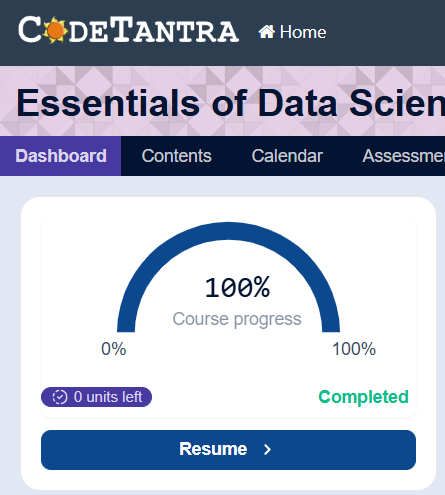 CODETANTRA Home
Essentials of Data Scien
Dashboard Contents Calendar Assessme
100%
Course progress
0% 100%
0 units left Completed
Resume